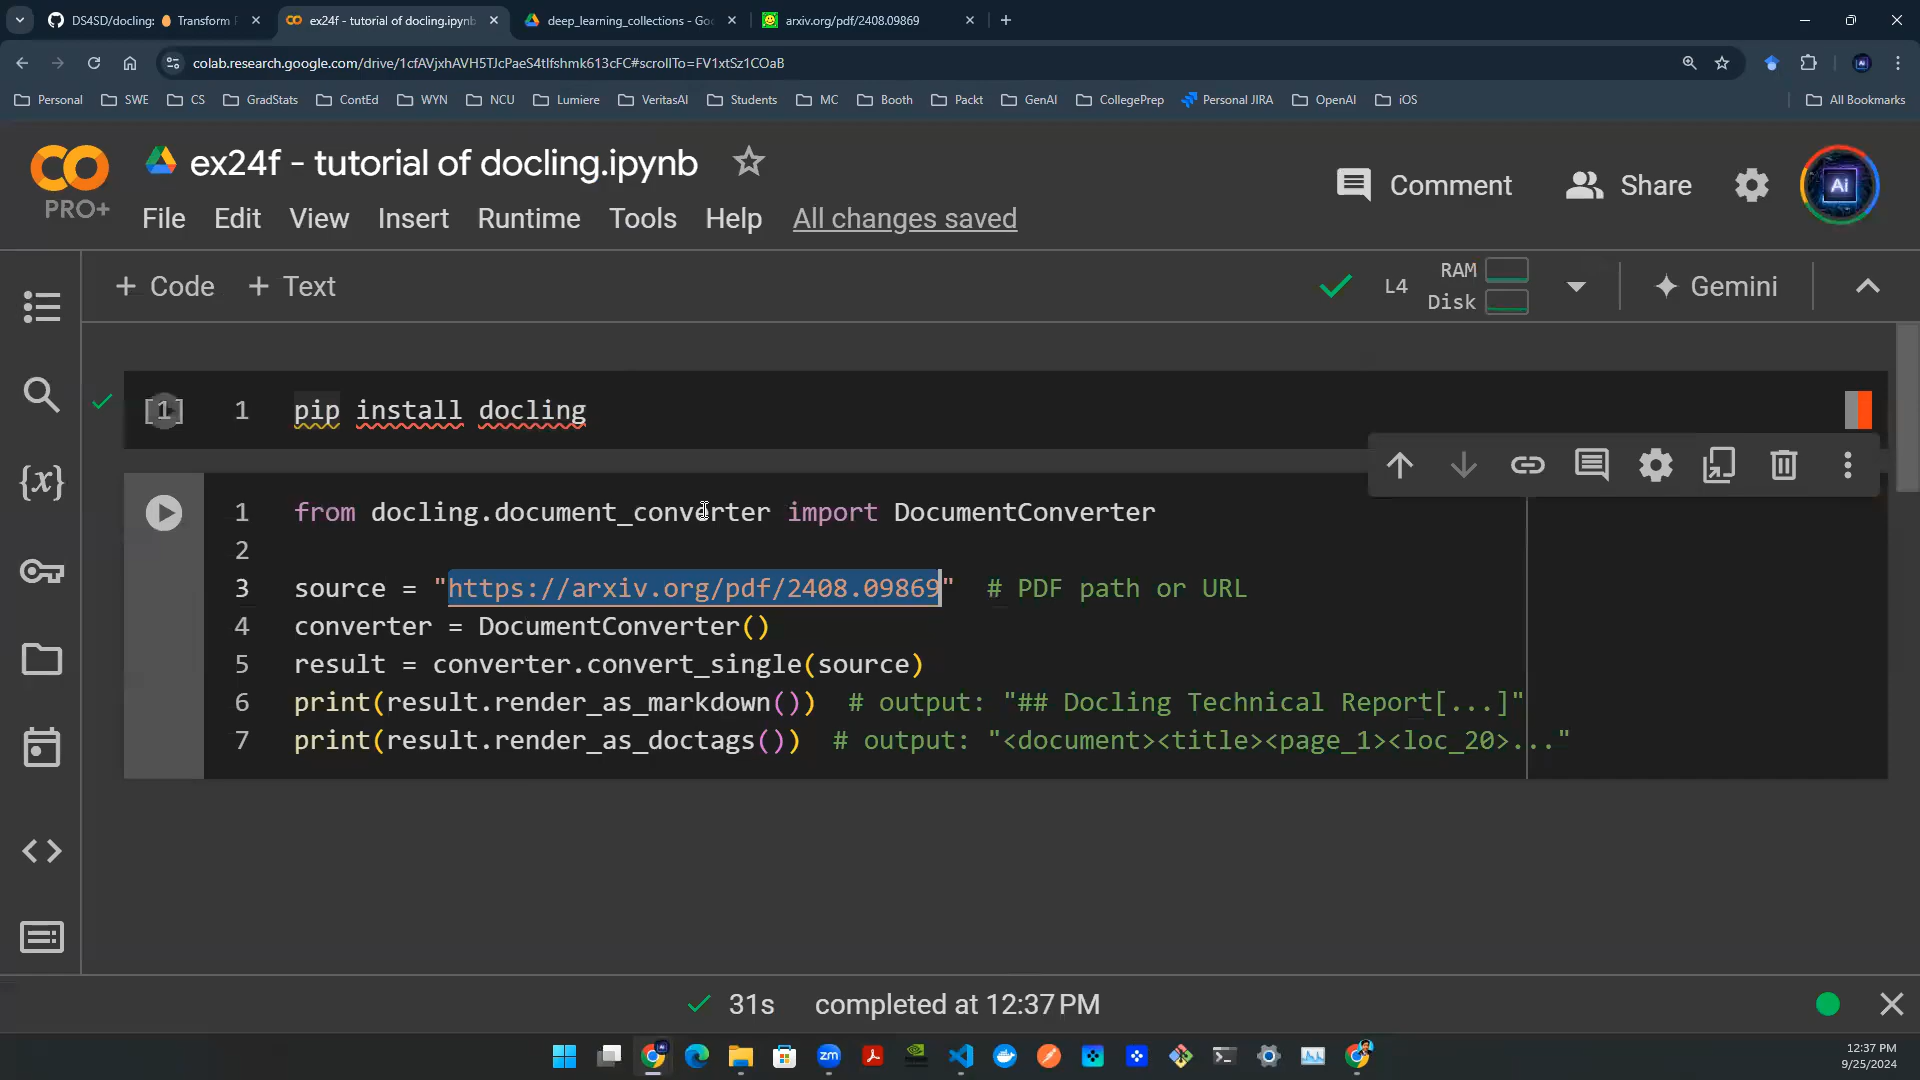 DS4SD/docling: Transform
ex24f - tutorial of docling.ipynb
deep_learning_collections - Goo
arxiv.org/pdf/2408.09869
colab.research.google.com/drive/1cfAVjxhAVH5TJcPaeS4tIfshmk613cFC#scrollTo=FV1xtSz1COaB
Personal SWE CS GradStats ContEd WYN NCU Lumiere VeritasAI Students MC Booth Packt GenAI CollegePrep Personal JIRA OpenAI iOS All Bookmarks
PRO+
ex24f - tutorial of docling.ipynb
Comment Share Ai
File Edit View Insert Runtime Tools Help All changes saved
+ Code + Text
L4 RAM
Disk
Gemini
[1] 1 pip install docling
1 from docling.document_converter import DocumentConverter
2
3 source = "https://arxiv.org/pdf/2408.09869" # PDF path or URL
4 converter = DocumentConverter()
5 result = converter.convert_single(source)
6 print(result.render_as_markdown()) # output: "## Docling Technical Report[...]"
7 print(result.render_as_doctags()) # output: "<document><title><page_1><loc_20>..."
{x}
31s completed at 12:37 PM
zm
12:37 PM
9/25/2024